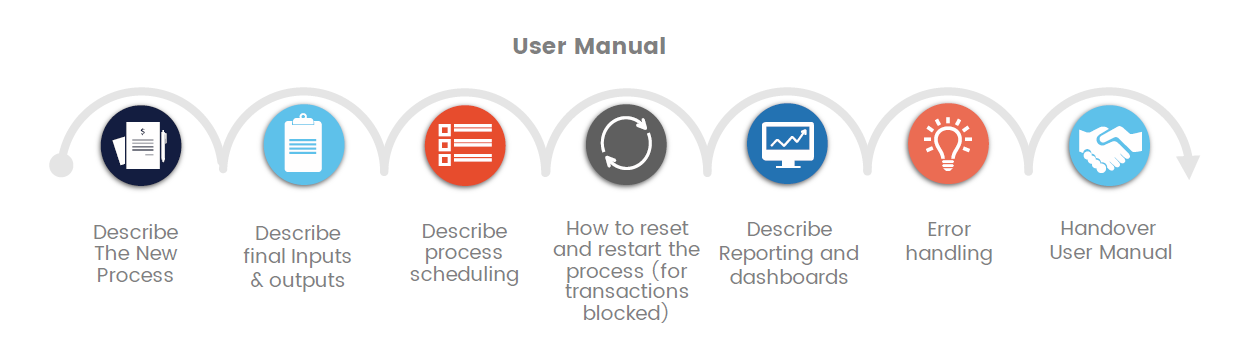 User Manual
$
Describe
The New
Process
Describe
final Inputs
& outputs
Describe
process
scheduling
How to reset
and restart the
process (for
transactions
blocked)
Describe
Reporting and
dashboards
Error
handling
Handover
User Manual